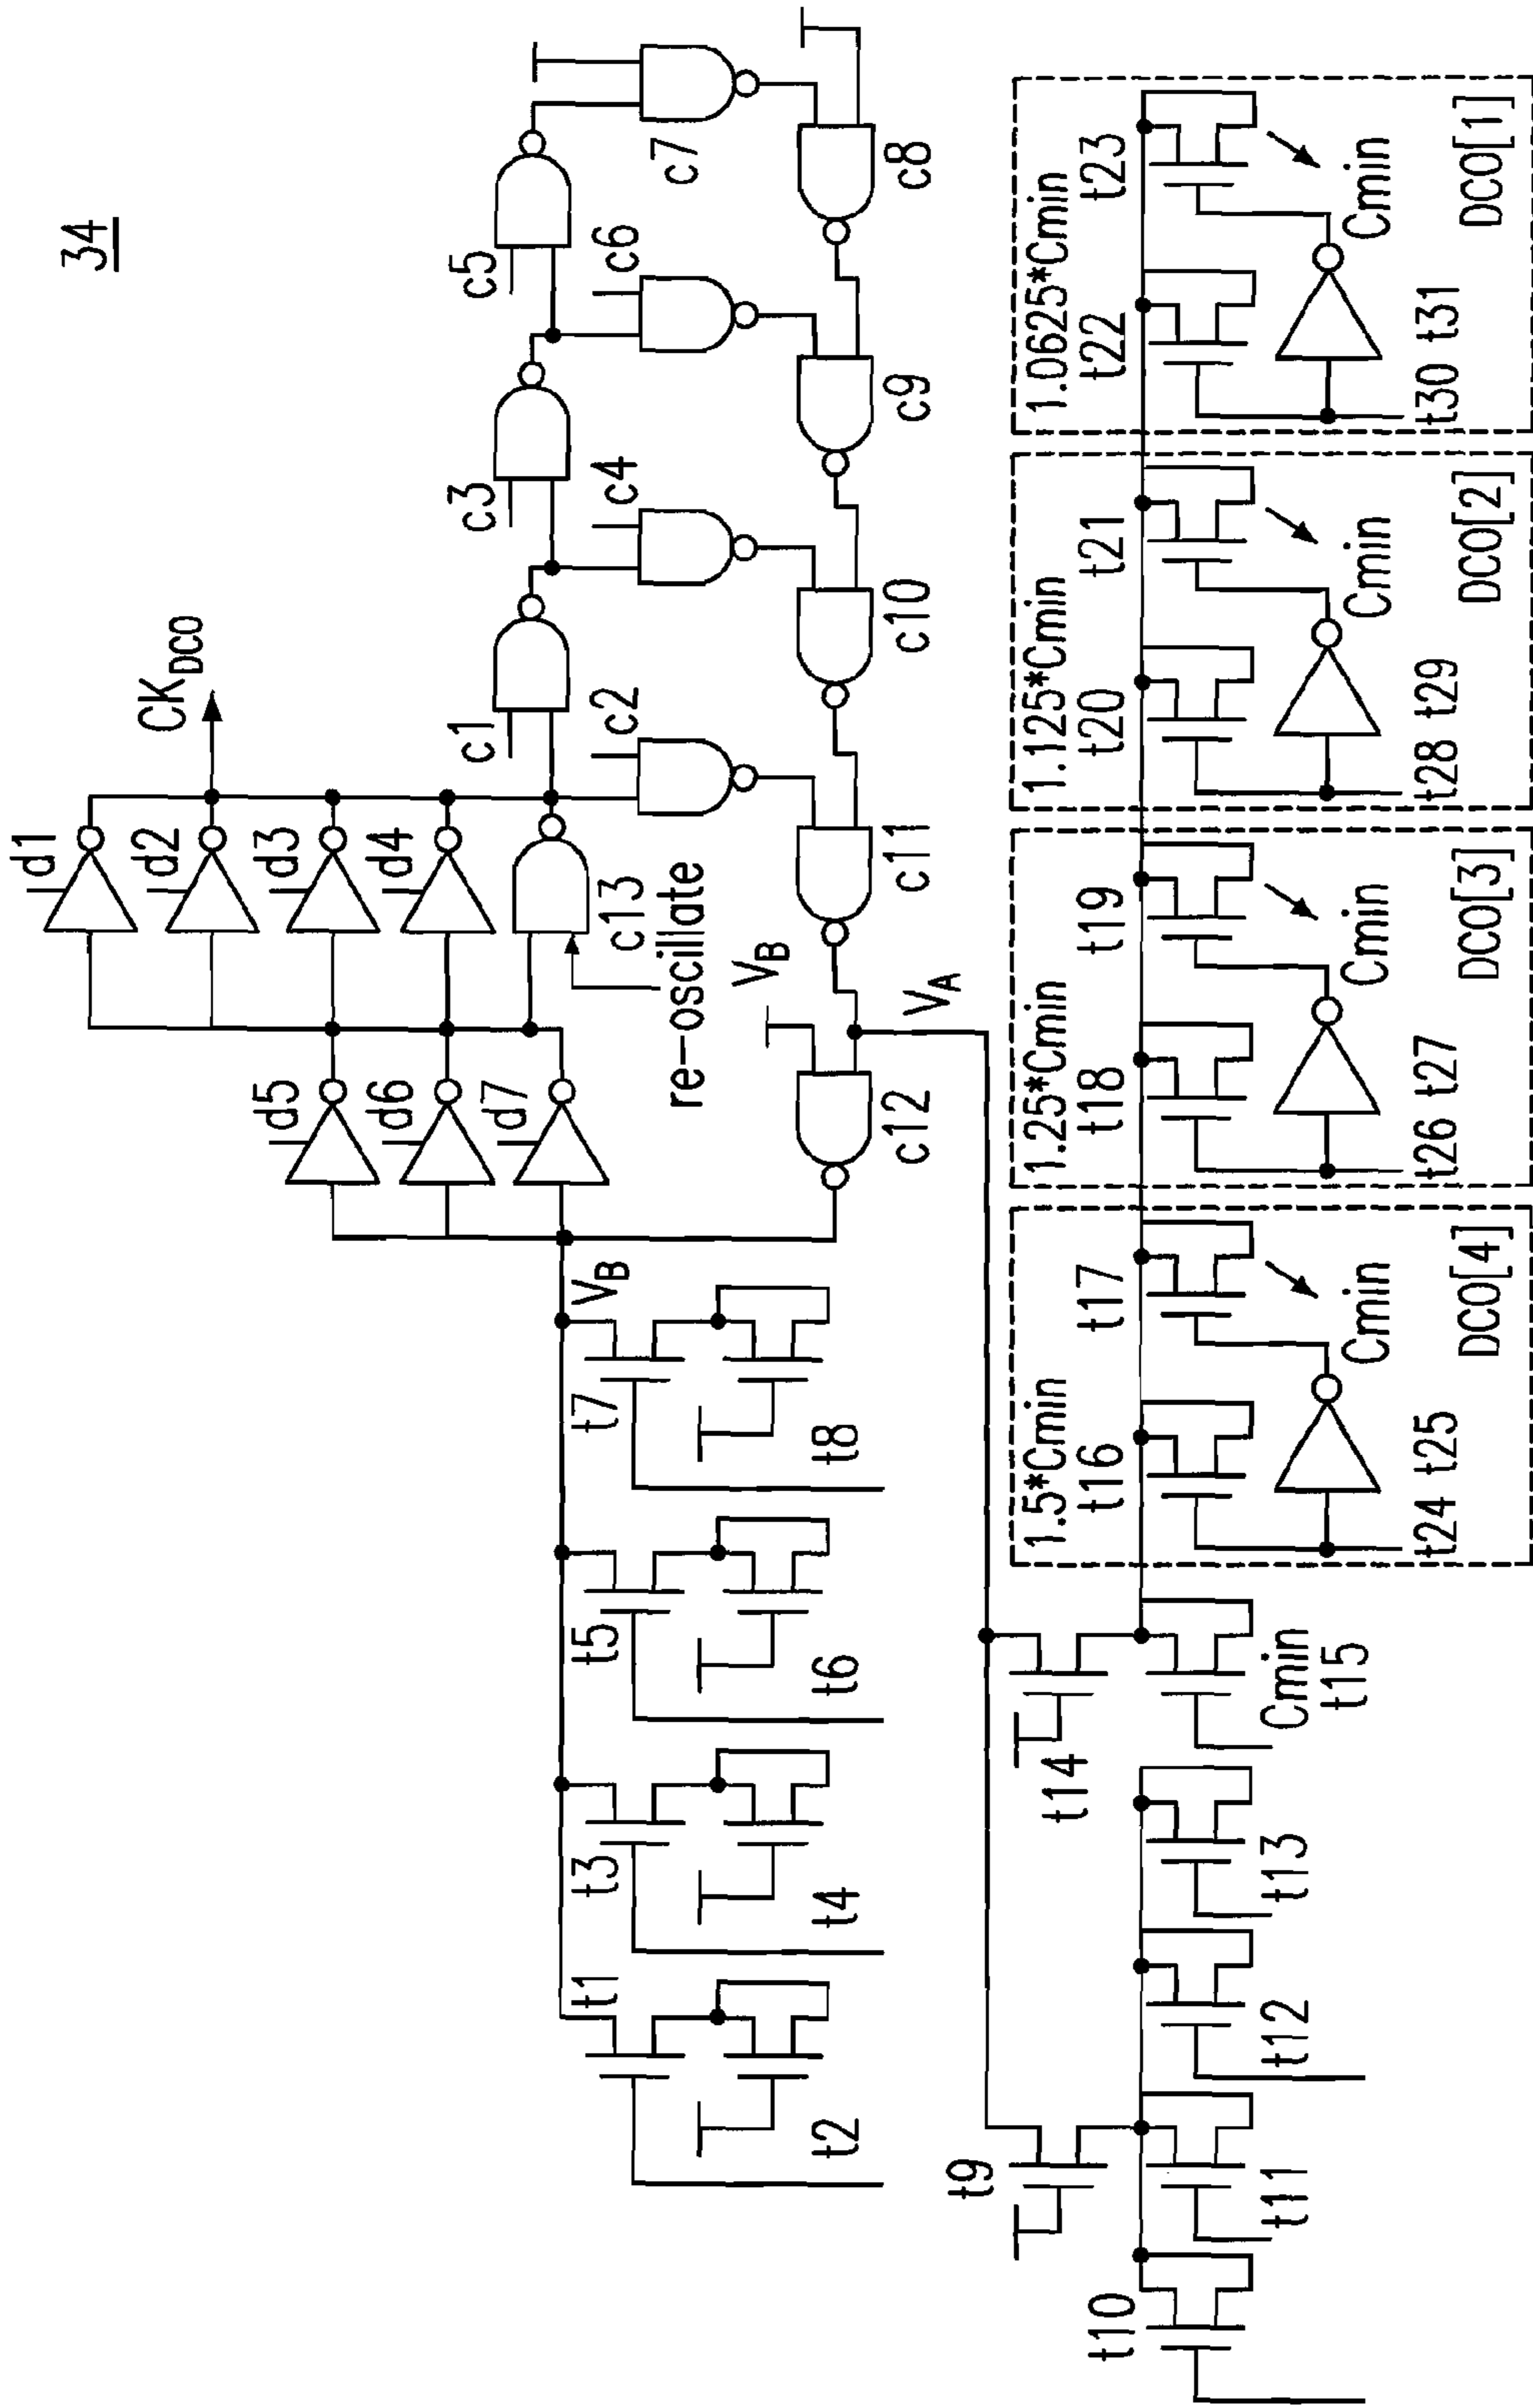 34
CK_DCO
d1
d2
d3
d4
d5
d6
d7
c13
re-oscillate
c1
c2
c3
c4
c5
c6
c7
c8
c9
c10
c11
c12
V_B
V_A
V_B
t1
t2
t3
t4
t5
t6
t7
t8
t9
t10
t11
t12
t13
t14
Cmin
t15
1.5*Cmin
t16
t17
Cmin
t24 t25
DCO[4]
1.25*Cmin
t18
t19
Cmin
t26 t27
DCO[3]
1.125*Cmin
t20
t21
Cmin
t28 t29
DCO[2]
1.0625*Cmin
t22
t23
Cmin
t30 t31
DCO[1]